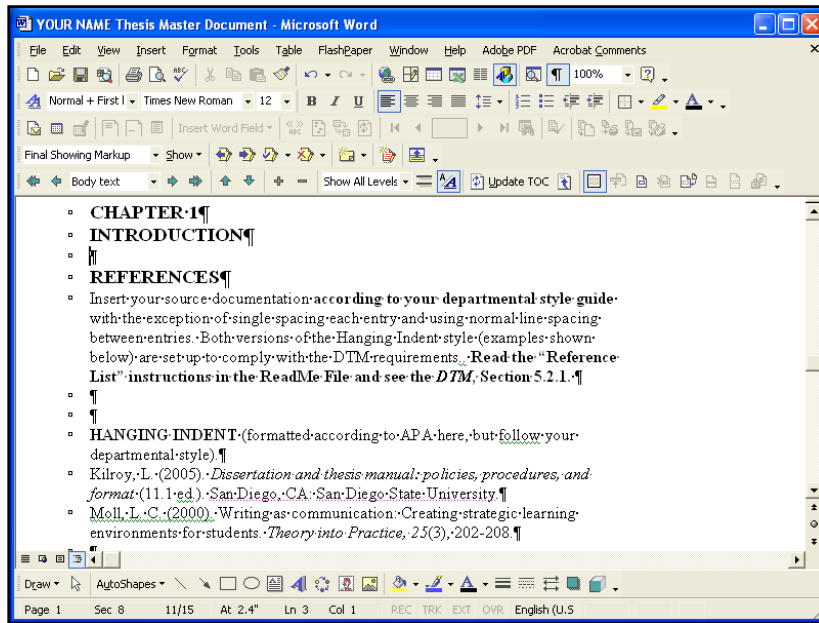 YOUR NAME Thesis Master Document - Microsoft Word
File Edit View Insert Format Tools Table FlashPaper Window Help Adobe PDF Acrobat Comments
100%
Normal + First l Times New Roman 12 B I U
Insert Word Field
Final Showing Markup Show
Body text Show All Levels Update TOC
CHAPTER·1¶
INTRODUCTION¶
¶
REFERENCES¶
Insert·your·source·documentation·according·to·your·departmental·style·guide·
with·the·exception·of·single·spacing·each·entry·and·using·normal·line·spacing·
between·entries.·Both·versions·of·the·Hanging·Indent·style·(examples·shown·
below)·are·set·up·to·comply·with·the·DTM·requirements..·Read·the·“Reference·
List”·instructions·in·the·ReadMe·File·and·see·the·DTM,·Section·5.2.1.·¶
¶
¶
HANGING·INDENT·(formatted·according·to·APA·here,·but·follow·your·
departmental·style).¶
Kilroy,·L.·(2005).·Dissertation·and·thesis·manual:·policies,·procedures,·and·
format·(11.1·ed.).·San·Diego,·CA:·San·Diego·State·University.¶
Moll,·L.·C.·(2000).·Writing·as·communication:·Creating·strategic·learning·
environments·for·students.·Theory·into·Practice,·25(3),·202-208.¶
¶
Draw AutoShapes
Page 1 Sec 8 11/15 At 2.4" Ln 3 Col 1 REC TRK EXT OVR English (U.S